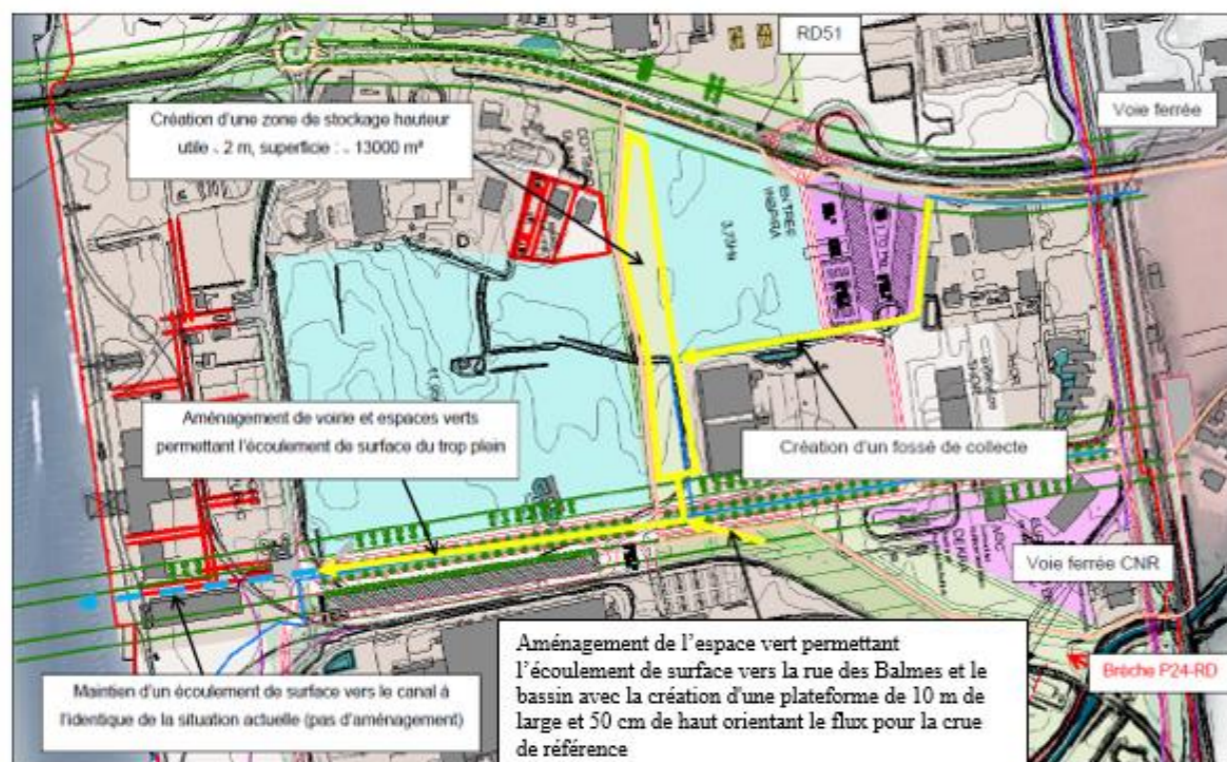 RD51
Voie ferrée
Création d'une zone de stockage hauteur
utile ~ 2 m, superficie : ~ 13000 m²
Aménagement de voirie et espaces verts
permettant l'écoulement de surface du trop plein
Création d'un fossé de collecte
Voie ferrée CNR
Brèche P24-RD
Maintien d'un écoulement de surface vers le canal à
l'identique de la situation actuelle (pas d'aménagement)
Aménagement de l'espace vert permettant
l'écoulement de surface vers la rue des Balmes et le
bassin avec la création d'une plateforme de 10 m de
large et 50 cm de haut orientant le flux pour la crue
de référence